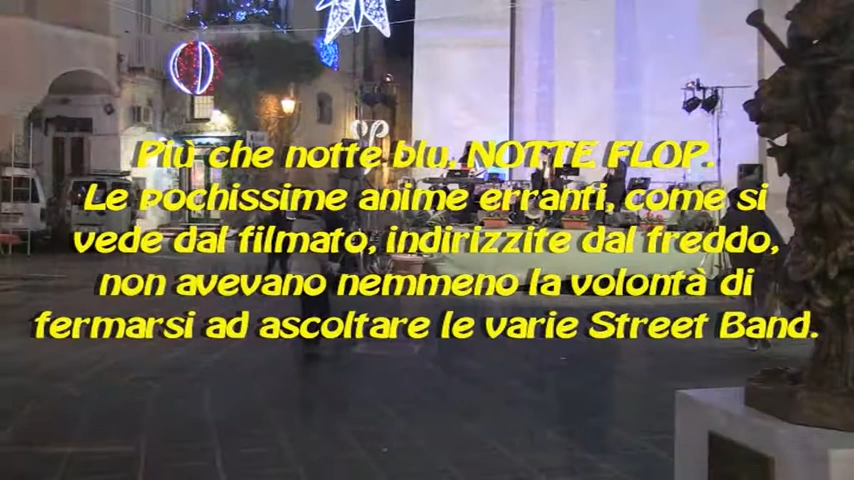 Più che notte blu, NOTTE FLOP.
Le pochissime anime erranti, come si
vede dal filmato, indirizzite dal freddo,
non avevano nemmeno la volontà di
fermarsi ad ascoltare le varie Street Band.